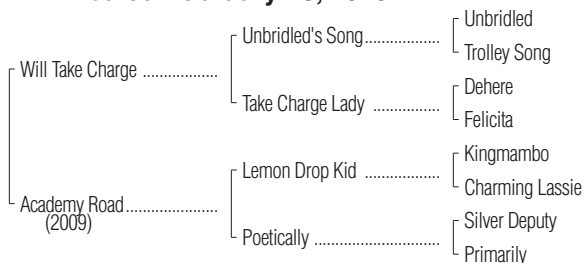 Unbridled
Unbridled's Song
Trolley Song
Will Take Charge
Dehere
Take Charge Lady
Felicita
Kingmambo
Lemon Drop Kid
Charming Lassie
Academy Road
(2009)
Silver Deputy
Poetically
Primarily